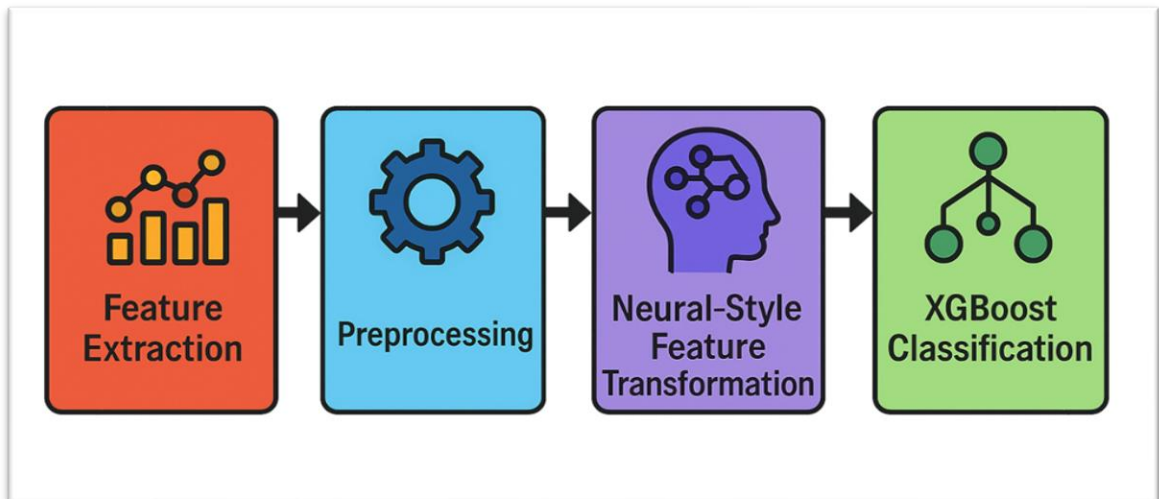 Feature
Extraction
Preprocessing
Neural-Style
Feature
Transformation
XGBoost
Classification